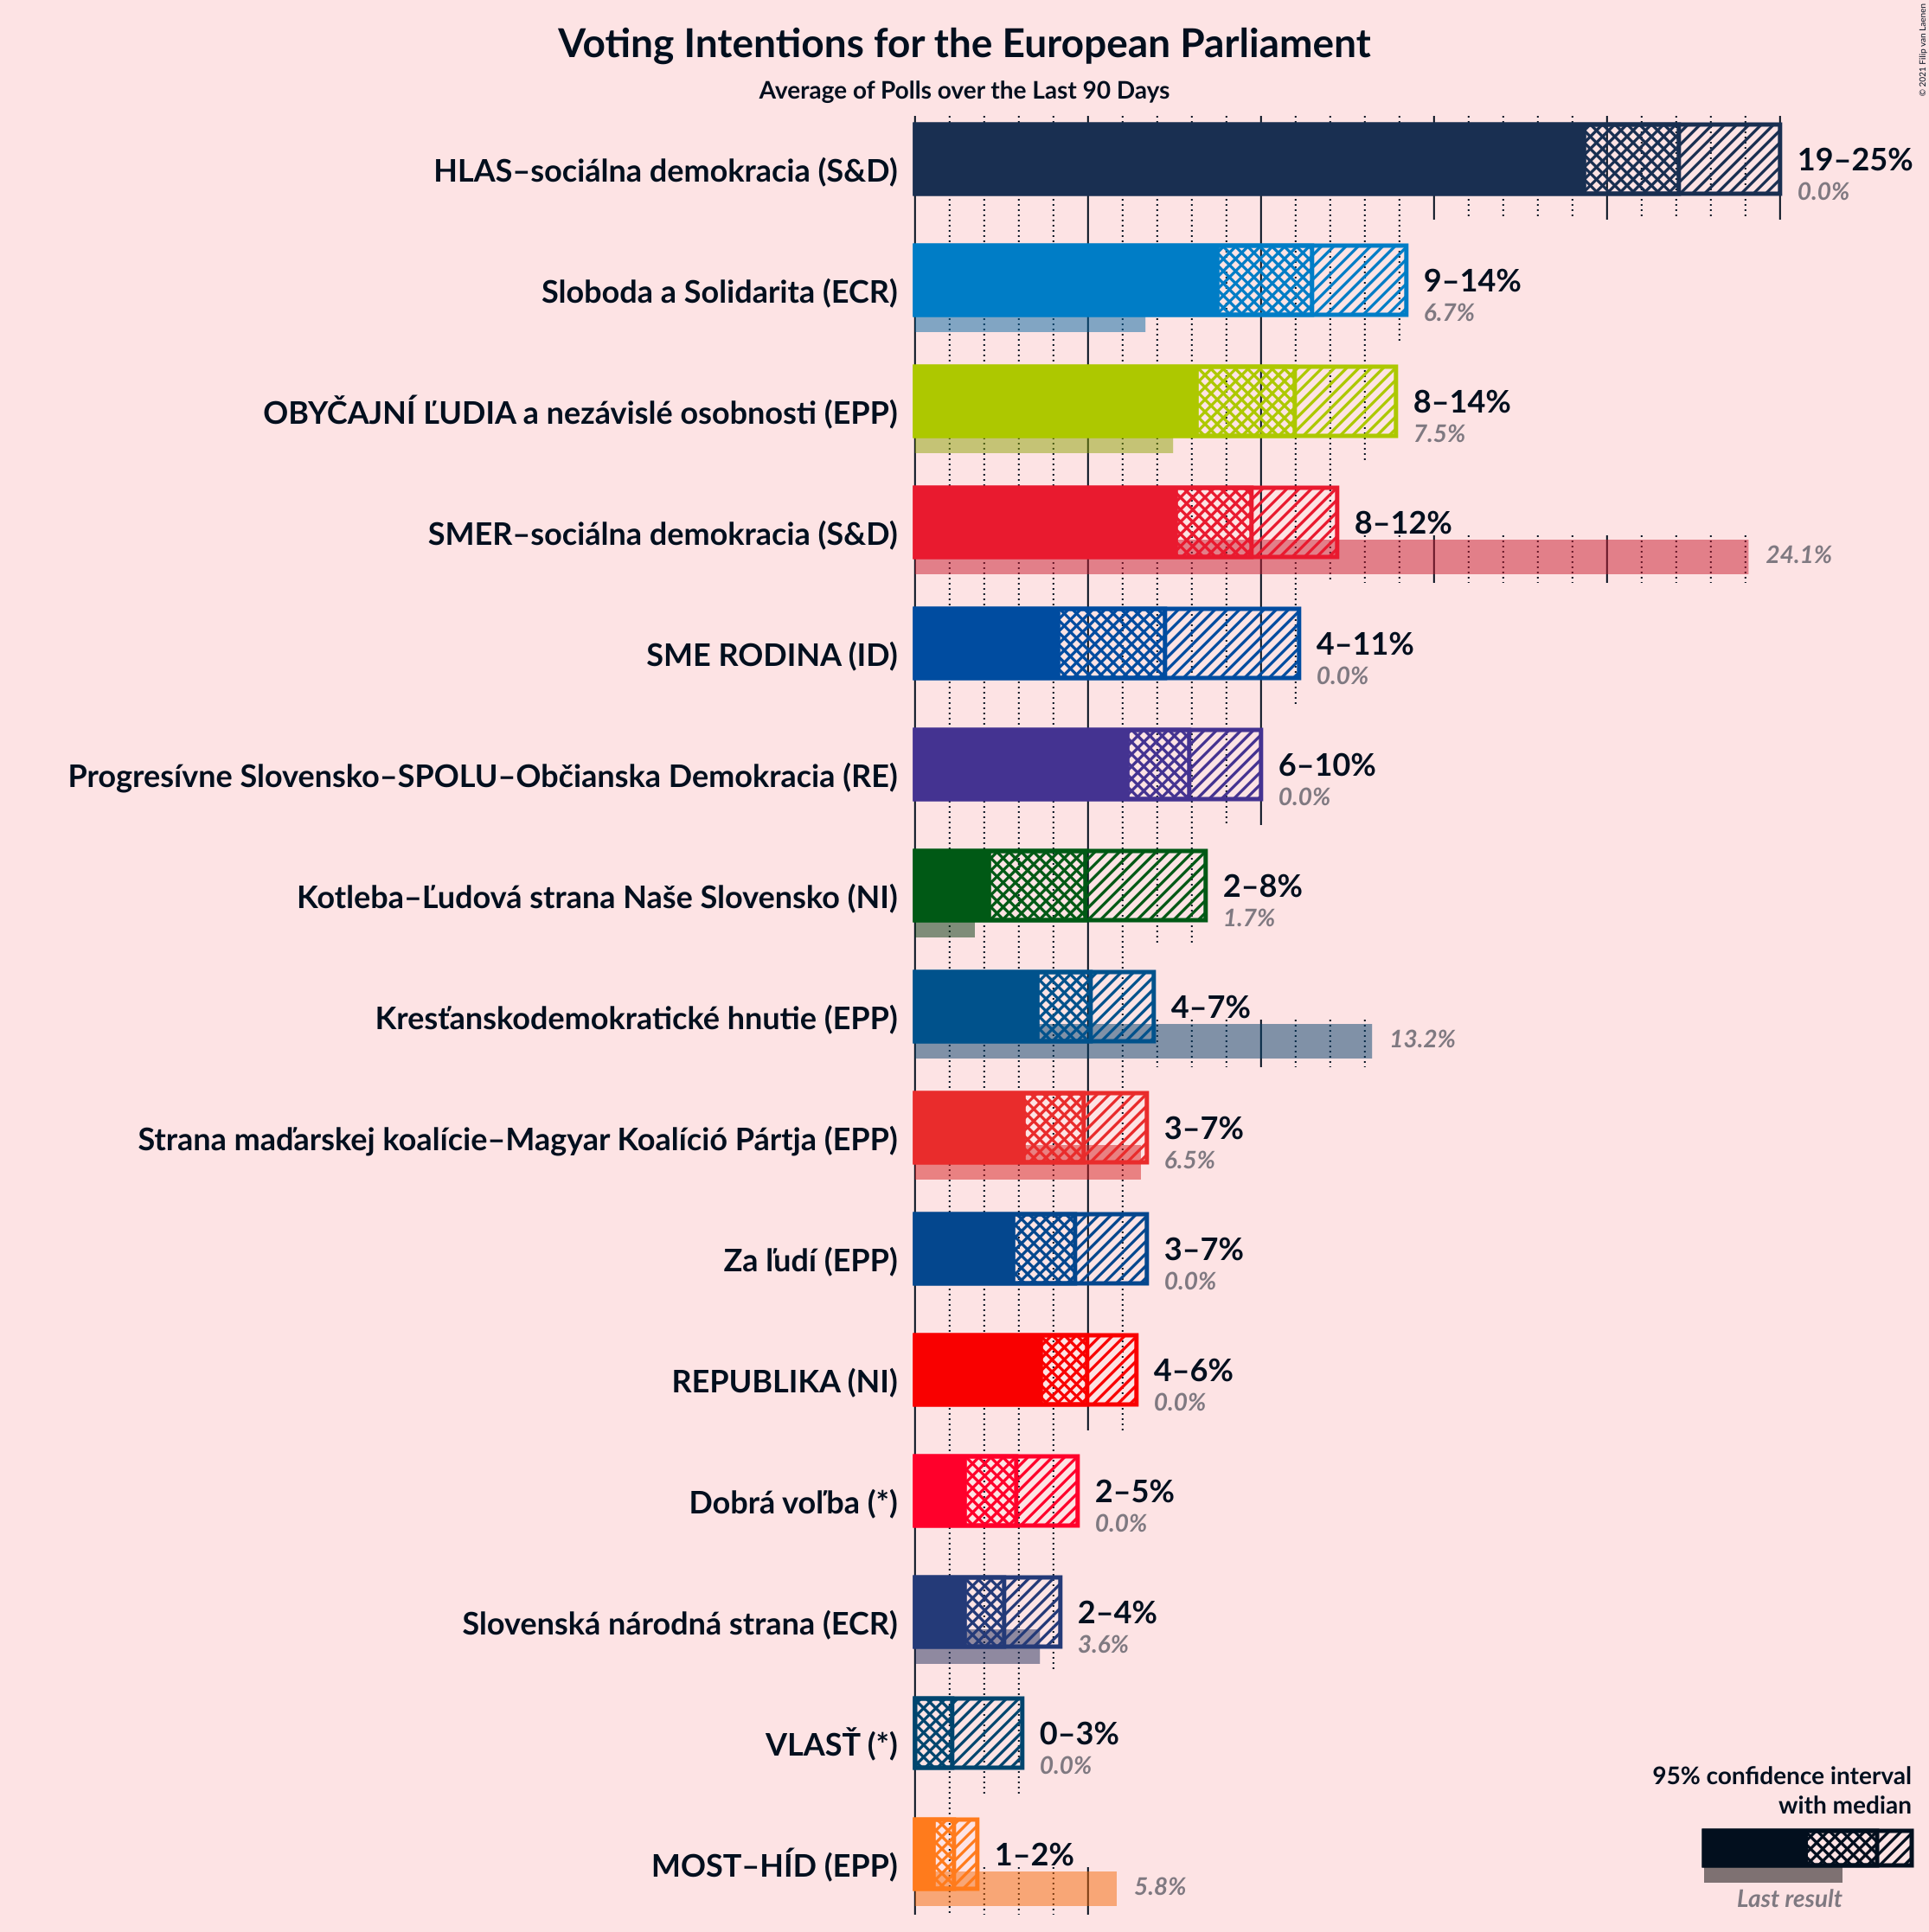 Voting Intentions for the European Parliament
Average of Polls over the Last 90 Days
© 2021 Filip van Laenen
HLAS–sociálna demokracia (S&D)
19–25%
0.0%
Sloboda a Solidarita (ECR)
9–14%
6.7%
OBYČAJNÍ ĽUDIA a nezávislé osobnosti (EPP)
8–14%
7.5%
SMER–sociálna demokracia (S&D)
8–12%
24.1%
SME RODINA (ID)
4–11%
0.0%
Progresívne Slovensko–SPOLU–Občianska Demokracia (RE)
6–10%
0.0%
Kotleba–Ľudová strana Naše Slovensko (NI)
2–8%
1.7%
Kresťanskodemokratické hnutie (EPP)
4–7%
13.2%
Strana maďarskej koalície–Magyar Koalíció Pártja (EPP)
3–7%
6.5%
Za ľudí (EPP)
3–7%
0.0%
REPUBLIKA (NI)
4–6%
0.0%
Dobrá voľba (*)
2–5%
0.0%
Slovenská národná strana (ECR)
2–4%
3.6%
VLASŤ (*)
0–3%
0.0%
MOST–HÍD (EPP)
1–2%
5.8%
95% confidence interval
with median
Last result